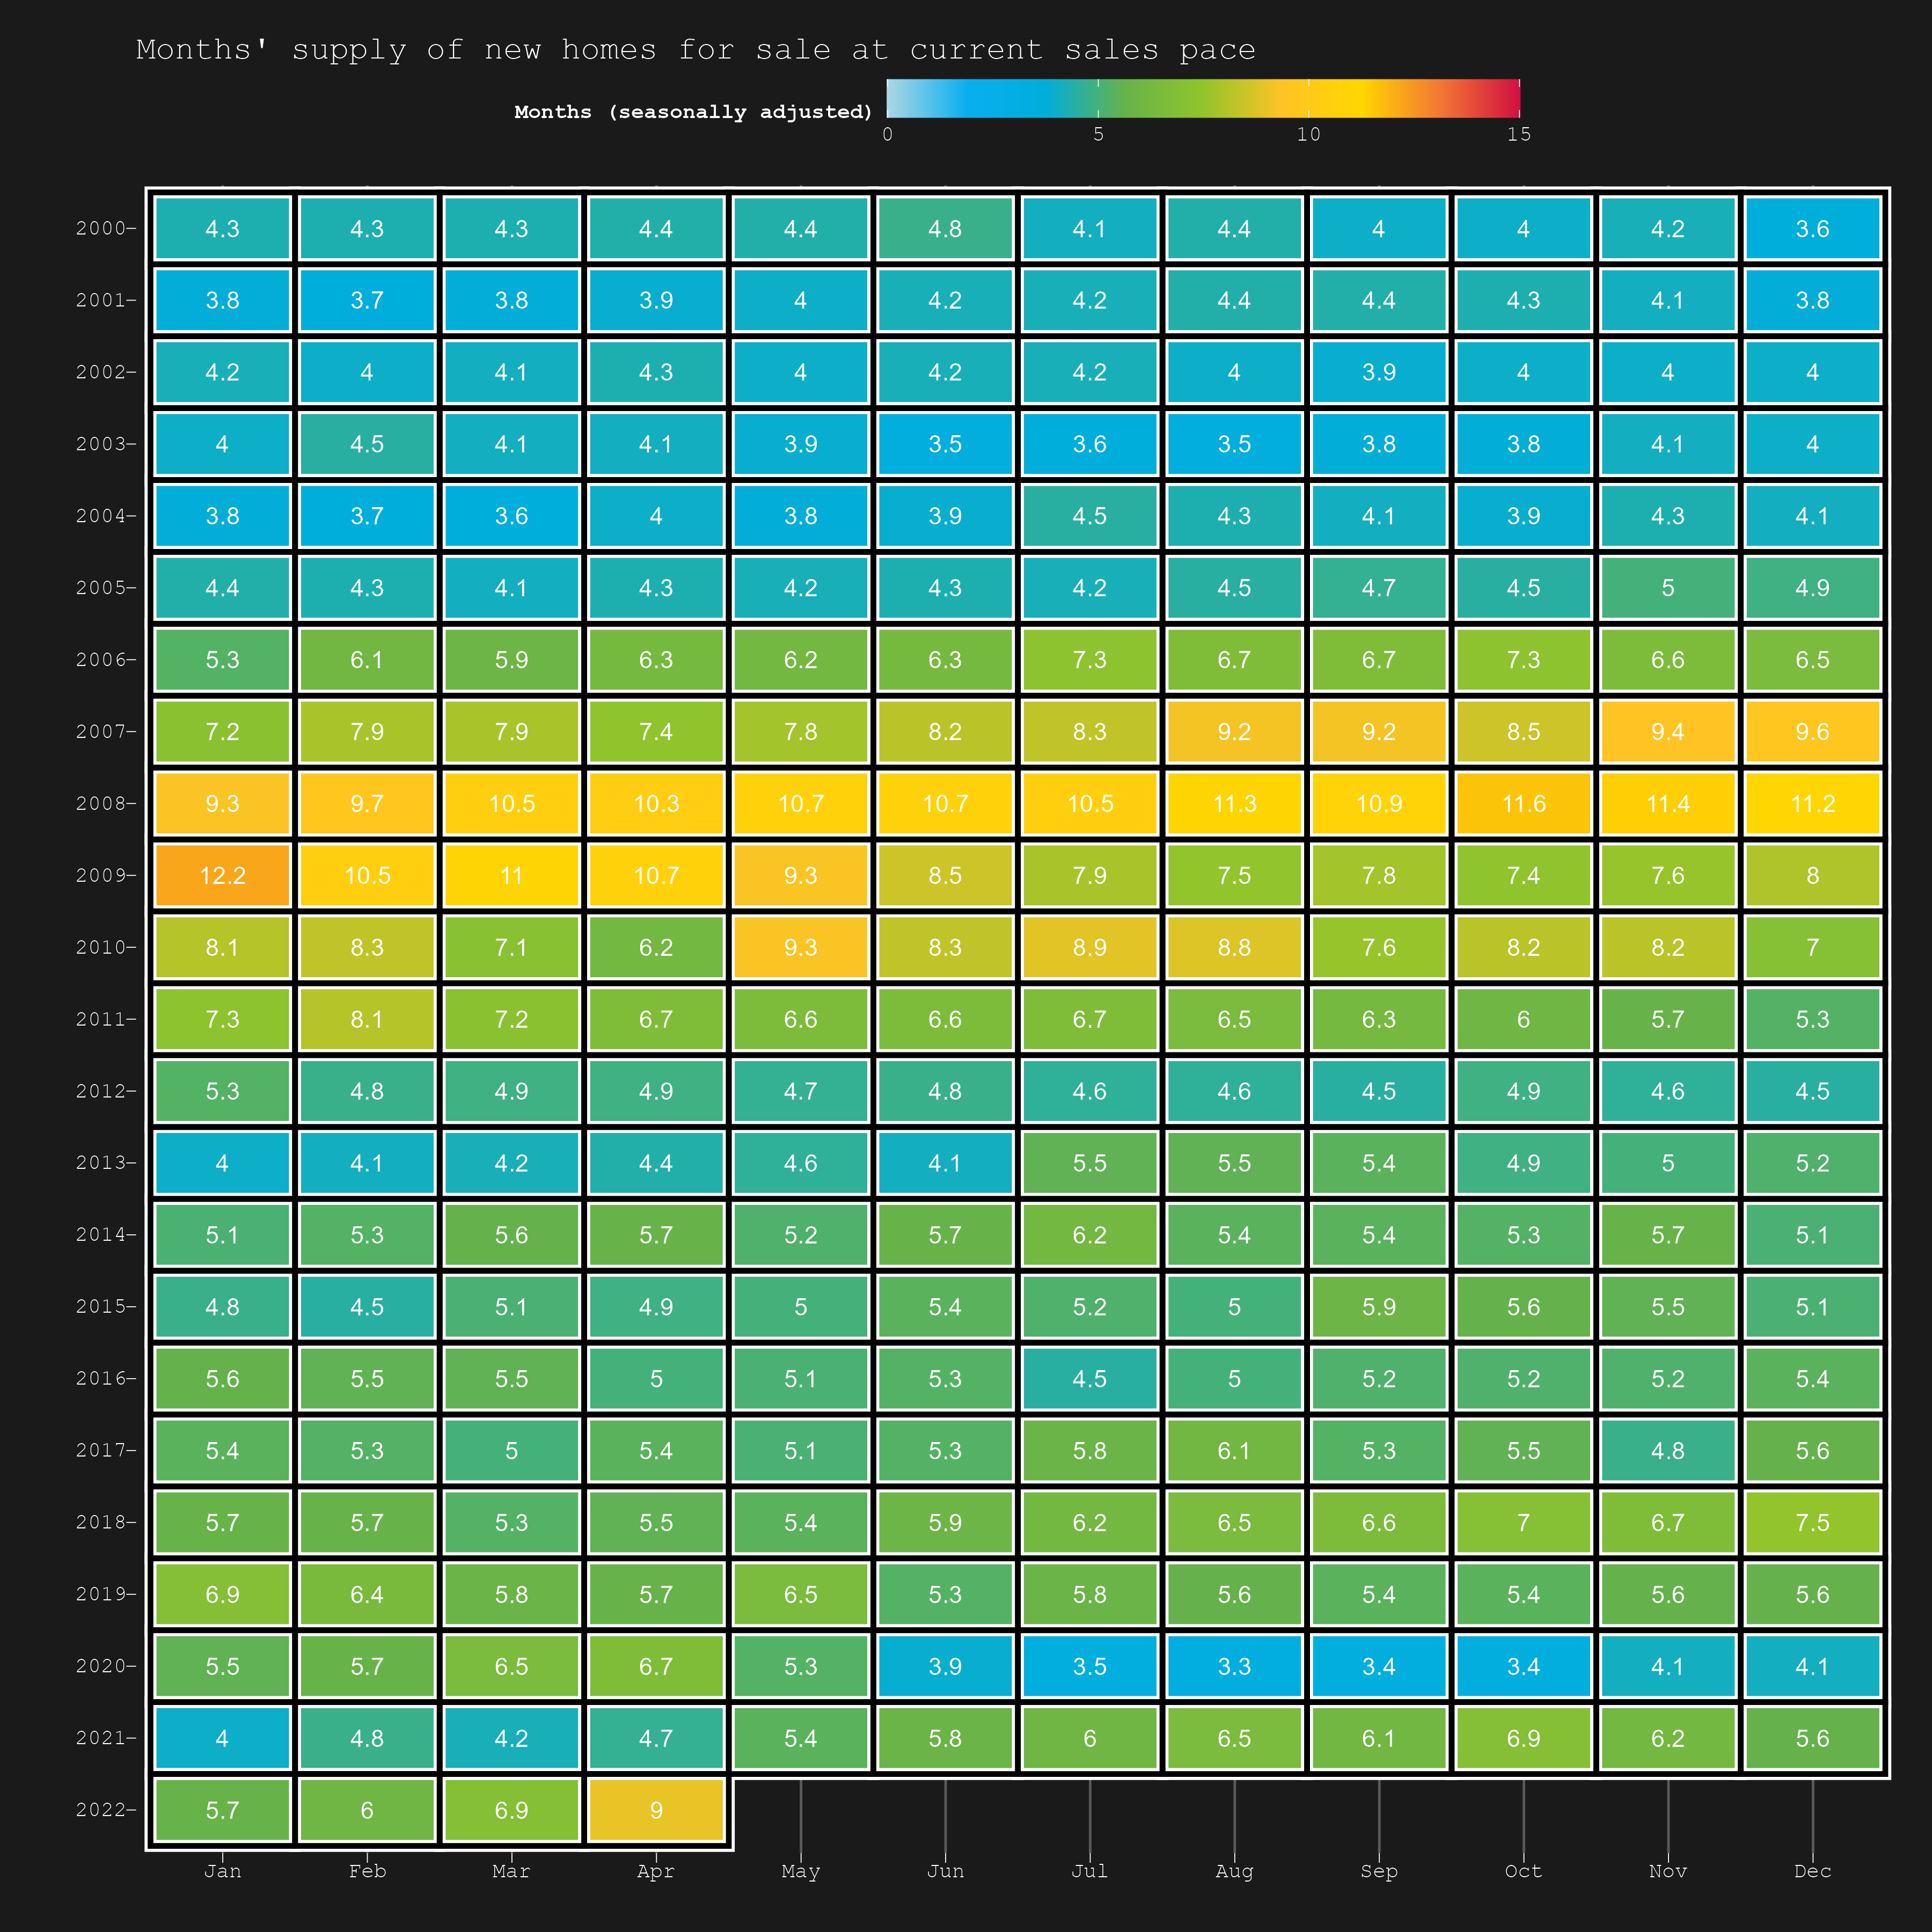 Months' supply of new homes for sale at current sales pace
Months (seasonally adjusted)
0 5 10 15
2000 4.3 4.3 4.3 4.4 4.4 4.8 4.1 4.4 4 4 4.2 3.6
2001 3.8 3.7 3.8 3.9 4 4.2 4.2 4.4 4.4 4.3 4.1 3.8
2002 4.2 4 4.1 4.3 4 4.2 4.2 4 3.9 4 4 4
2003 4 4.5 4.1 4.1 3.9 3.5 3.6 3.5 3.8 3.8 4.1 4
2004 3.8 3.7 3.6 4 3.8 3.9 4.5 4.3 4.1 3.9 4.3 4.1
2005 4.4 4.3 4.1 4.3 4.2 4.3 4.2 4.5 4.7 4.5 5 4.9
2006 5.3 6.1 5.9 6.3 6.2 6.3 7.3 6.7 6.7 7.3 6.6 6.5
2007 7.2 7.9 7.9 7.4 7.8 8.2 8.3 9.2 9.2 8.5 9.4 9.6
2008 9.3 9.7 10.5 10.3 10.7 10.7 10.5 11.3 10.9 11.6 11.4 11.2
2009 12.2 10.5 11 10.7 9.3 8.5 7.9 7.5 7.8 7.4 7.6 8
2010 8.1 8.3 7.1 6.2 9.3 8.3 8.9 8.8 7.6 8.2 8.2 7
2011 7.3 8.1 7.2 6.7 6.6 6.6 6.7 6.5 6.3 6 5.7 5.3
2012 5.3 4.8 4.9 4.9 4.7 4.8 4.6 4.6 4.5 4.9 4.6 4.5
2013 4 4.1 4.2 4.4 4.6 4.1 5.5 5.5 5.4 4.9 5 5.2
2014 5.1 5.3 5.6 5.7 5.2 5.7 6.2 5.4 5.4 5.3 5.7 5.1
2015 4.8 4.5 5.1 4.9 5 5.4 5.2 5 5.9 5.6 5.5 5.1
2016 5.6 5.5 5.5 5 5.1 5.3 4.5 5 5.2 5.2 5.2 5.4
2017 5.4 5.3 5 5.4 5.1 5.3 5.8 6.1 5.3 5.5 4.8 5.6
2018 5.7 5.7 5.3 5.5 5.4 5.9 6.2 6.5 6.6 7 6.7 7.5
2019 6.9 6.4 5.8 5.7 6.5 5.3 5.8 5.6 5.4 5.4 5.6 5.6
2020 5.5 5.7 6.5 6.7 5.3 3.9 3.5 3.3 3.4 3.4 4.1 4.1
2021 4 4.8 4.2 4.7 5.4 5.8 6 6.5 6.1 6.9 6.2 5.6
2022 5.7 6 6.9 9
Jan Feb Mar Apr May Jun Jul Aug Sep Oct Nov Dec